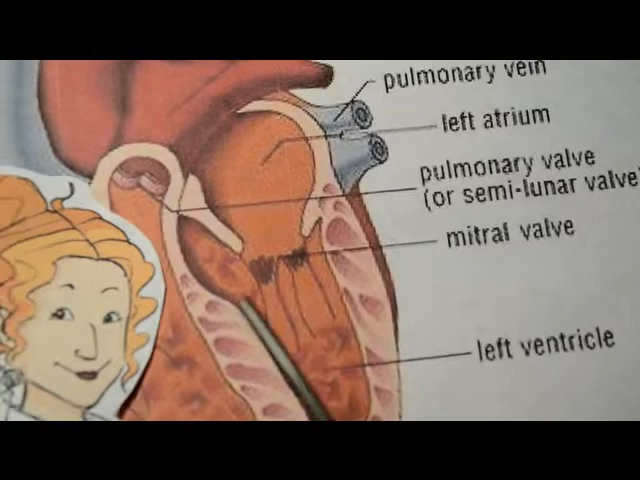 pulmonary vein
left atrium
pulmonary valve
(or semi-lunar valve
mitral valve
left ventricle